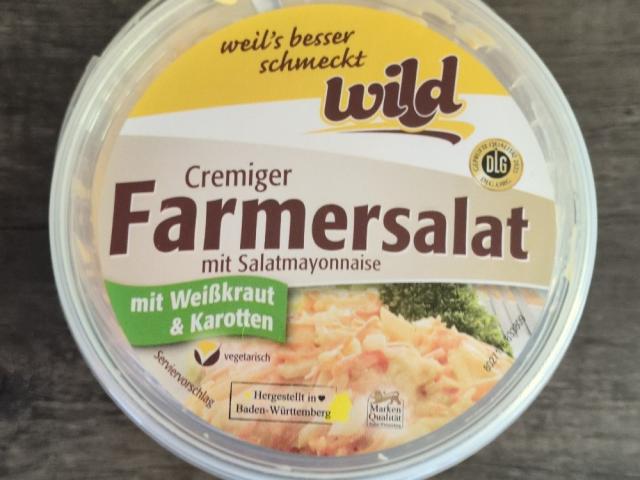 weil's besser
schmeckt
wild
DLG
Cremiger
Farmersalat
mit Salatmayonnaise
mit Weißkraut
& Karotten
vegetarisch
Serviervorschlag
Hergestellt in
Baden-Württemberg
Marken
Qualität